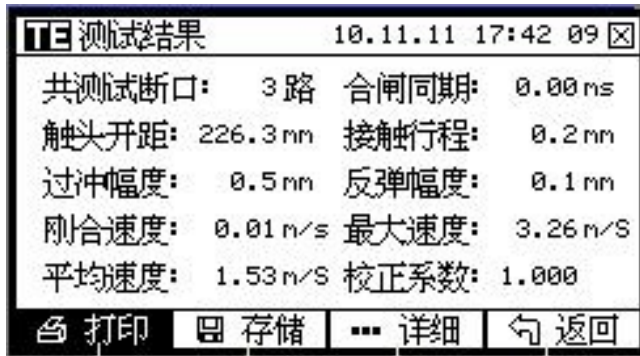 TE 测试结果 10.11.11 17:42 09
共测试断口: 3路 合闸同期: 0.00ms
触头开距: 226.3mm 接触行程: 0.2mm
过冲幅度: 0.5mm 反弹幅度: 0.1mm
刚合速度: 0.01m/s 最大速度: 3.26m/S
平均速度: 1.53m/S 校正系数: 1.000
打印 存储 详细 返回